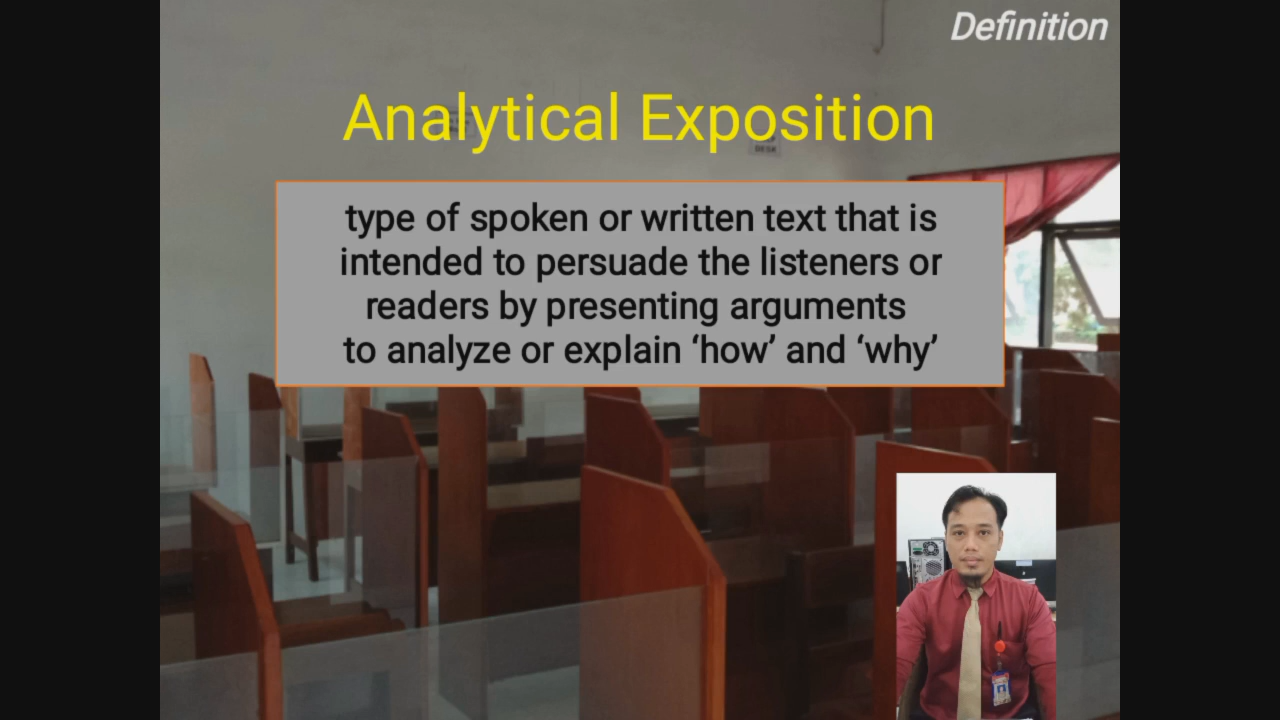 Definition
Analytical Exposition
type of spoken or written text that is
intended to persuade the listeners or
readers by presenting arguments
to analyze or explain ‘how’ and ‘why’
DESK